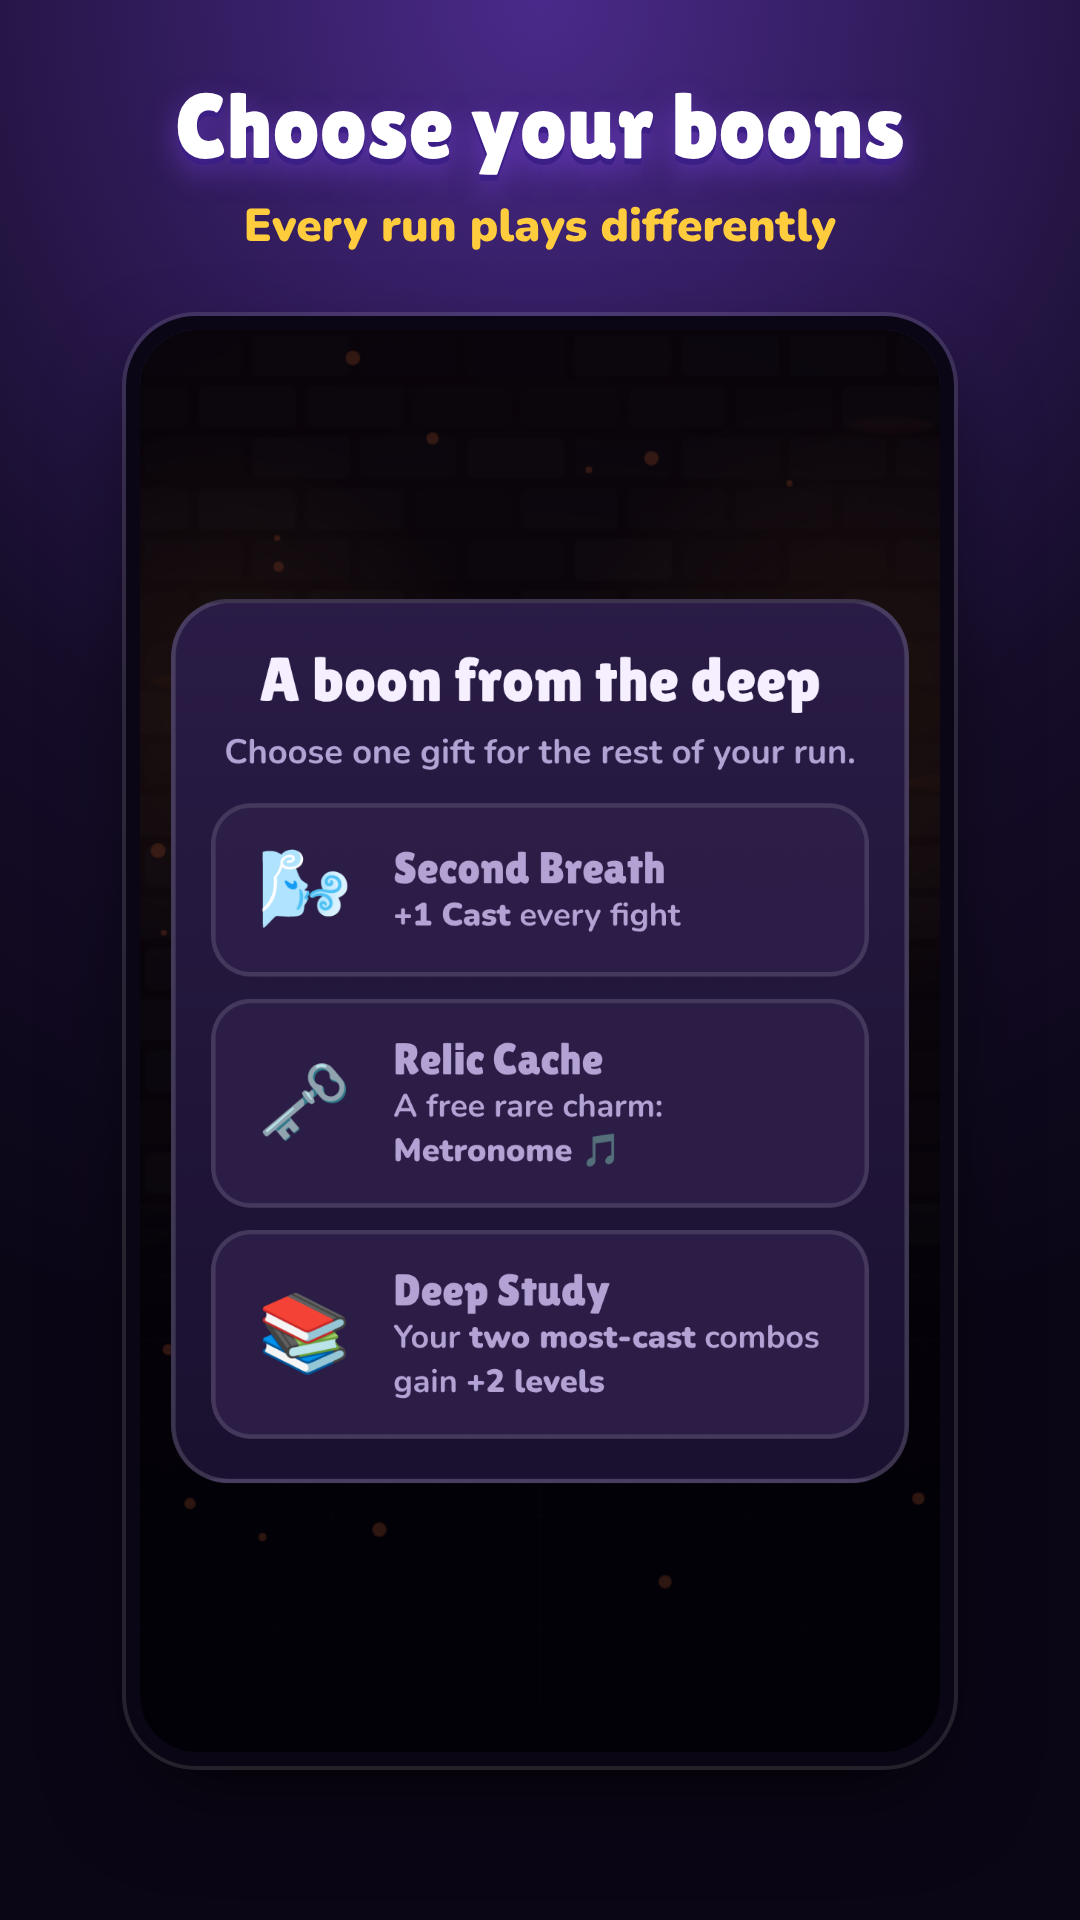 Choose your boons
Every run plays differently
A boon from the deep
Choose one gift for the rest of your run.
Second Breath
+1 Cast every fight
Relic Cache
A free rare charm:
Metronome 🎵
Deep Study
Your two most-cast combos
gain +2 levels